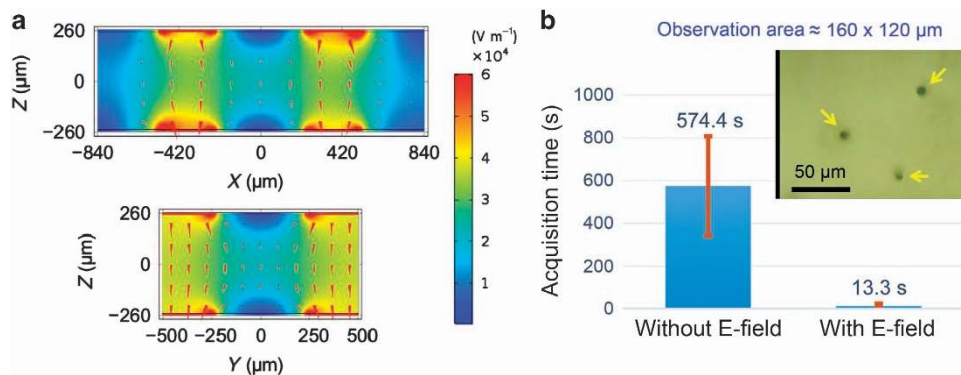 a
(V m⁻¹)
×10⁴
6
5
4
3
2
1
0
Z (µm)
260
0
−260
−840
−420
0
420
840
X (µm)
Z (µm)
260
0
−260
−500
−250
0
250
500
Y (µm)
b
Observation area ≈ 160 x 120 µm
Acquisition time (s)
1000
800
600
400
200
0
574.4 s
13.3 s
50 µm
Without E-field
With E-field